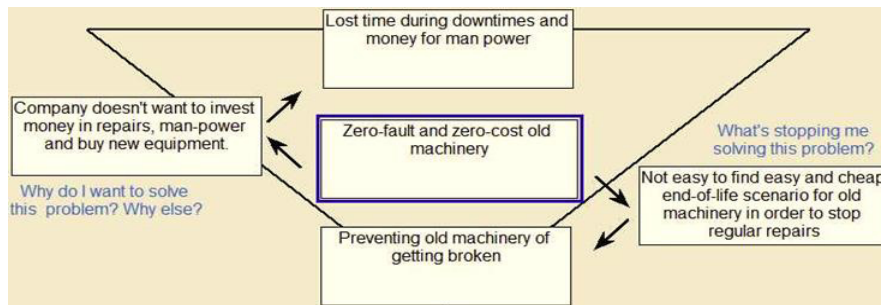 Lost time during downtimes and
money for man power
Company doesn't want to invest
money in repairs, man-power
and buy new equipment.
Zero-fault and zero-cost old
machinery
What's stopping me
solving this problem?
Why do I want to solve
this problem? Why else?
Not easy to find easy and cheap
end-of-life scenario for old
machinery in order to stop
regular repairs
Preventing old machinery of
getting broken